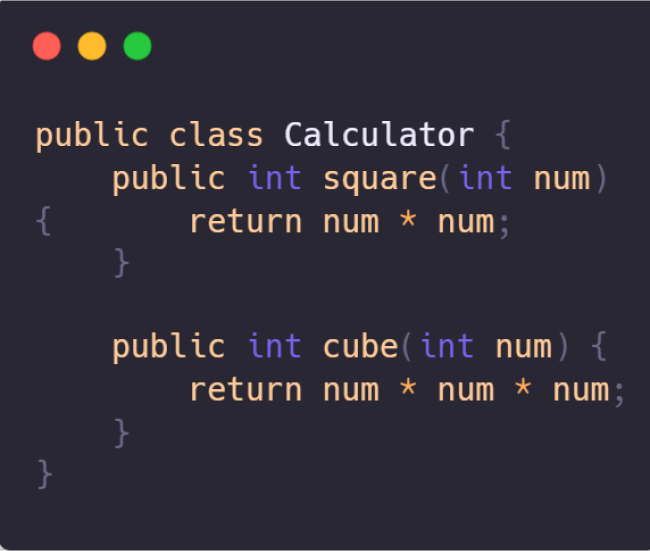 public class Calculator {
    public int square(int num)
{       return num * num;
    }

    public int cube(int num) {
        return num * num * num;
    }
}